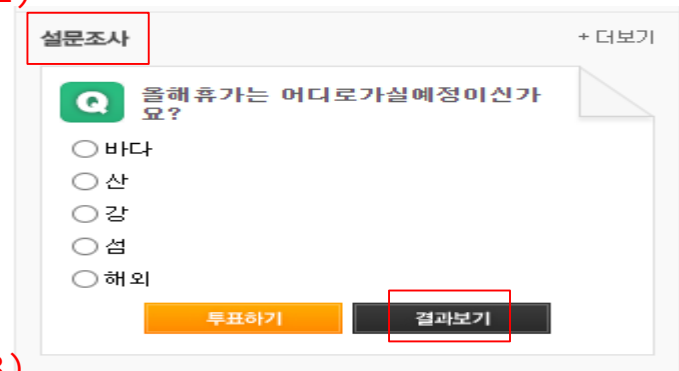 설문조사
+ 더보기
Q
올해휴가는 어디로가실예정이신가
요?
바다
산
강
섬
해외
투표하기
결과보기